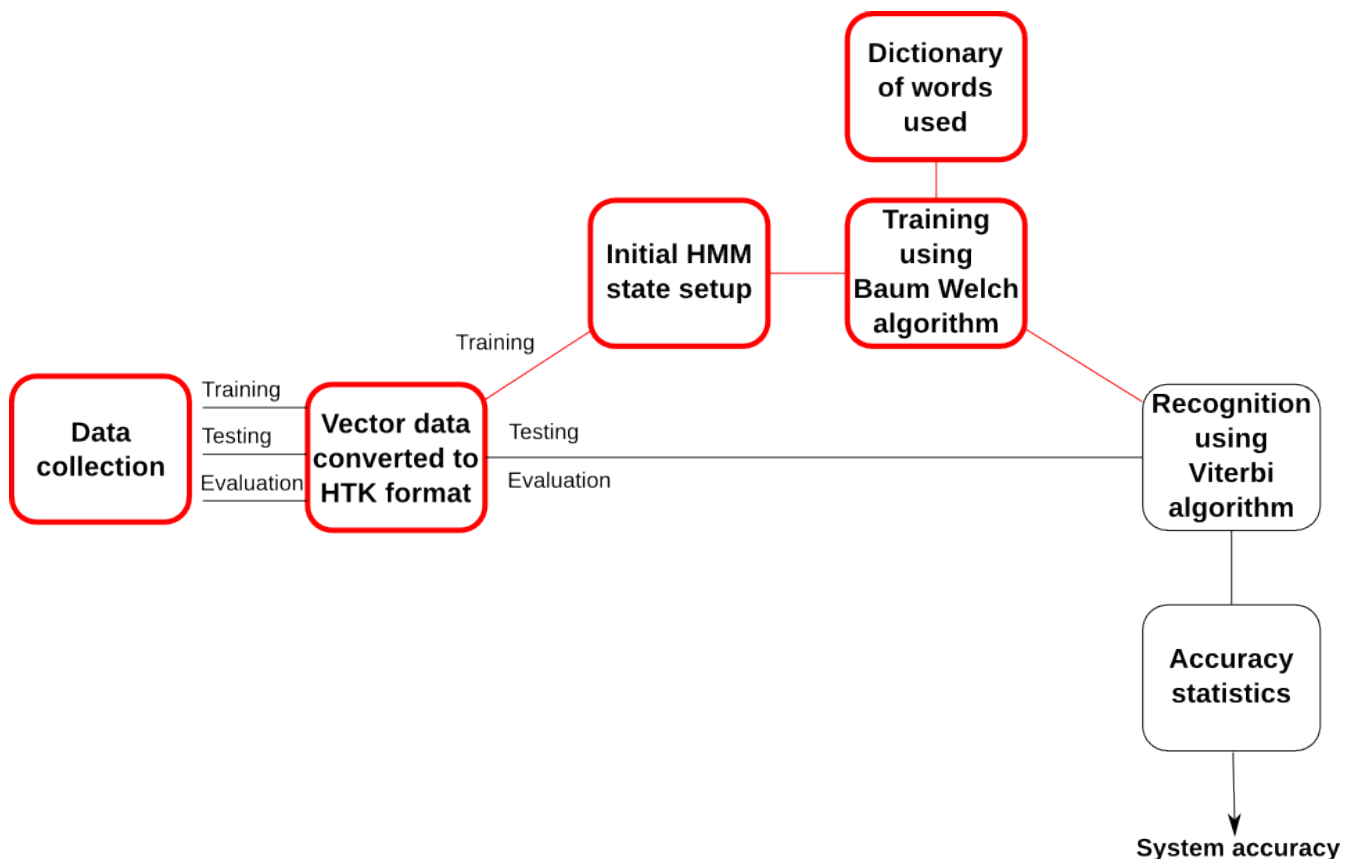 Dictionary
of words
used
Initial HMM
state setup
Training
using
Baum Welch
algorithm
Training
Data
collection
Training
Testing
Evaluation
Vector data
converted to
HTK format
Testing
Evaluation
Recognition
using
Viterbi
algorithm
Accuracy
statistics
System accuracy